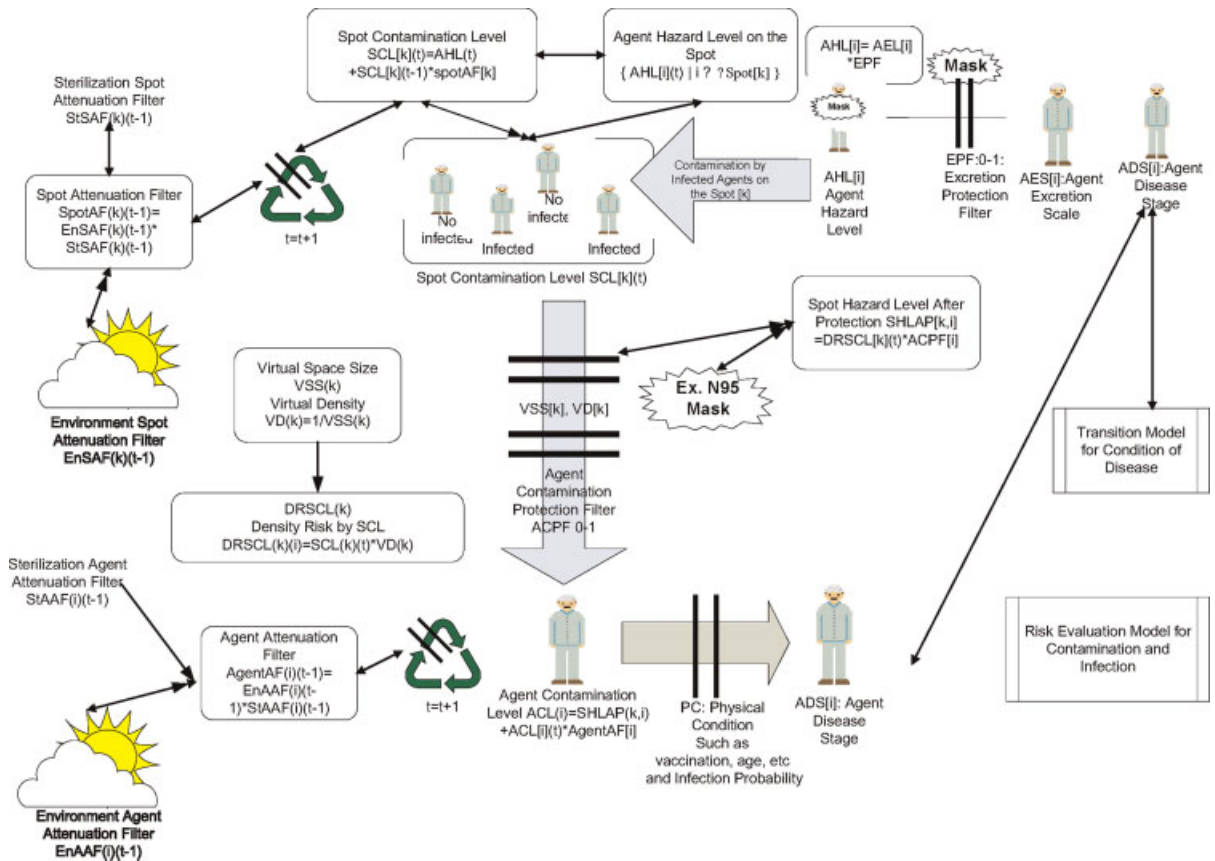 Spot Contamination Level
SCL[k](t)=AHL(t)
+SCL[k](t-1)*spotAF[k]
Agent Hazard Level on the
Spot
{ AHL[i](t) | i ? ?Spot[k] }
AHL[i]= AEL[i]
*EPF
Mask
Mask
Sterilization Spot
Attenuation Filter
StSAF(k)(t-1)
Spot Attenuation Filter
SpotAF(k)(t-1)=
EnSAF(k)(t-1)*
StSAF(k)(t-1)
t=t+1
No
infected
Infected
No
infecte
Infected
Spot Contamination Level SCL[k](t)
Contamination by
Infected Agents on
the Spot [k]
AHL[i]
Agent
Hazard
Level
EPF:0-1:
Excretion
Protection
Filter
AES[i]:Agent
Excretion
Scale
ADS[i]:Agent
Disease
Stage
Environment Spot
Attenuation Filter
EnSAF(k)(t-1)
Virtual Space Size
VSS(k)
Virtual Density
VD(k)=1/VSS(k)
VSS[k], VD[k]
Ex. N95
Mask
Spot Hazard Level After
Protection SHLAP[k,i]
=DRSCL[k](t)*ACPF[i]
Transition Model
for Condition of
Disease
DRSCL(k)
Density Risk by SCL
DRSCL(k)(i)=SCL(k)(t)*VD(k)
Agent
Contamination
Protection Filter
ACPF 0-1
Sterilization Agent
Attenuation Filter
StAAF(i)(t-1)
Agent Attenuation
Filter
AgentAF(i)(t-1)=
EnAAF(i)(t-
1)*StAAF(i)(t-1)
t=t+1
Agent Contamination
Level ACL(i)=SHLAP(k,i)
+ACL[i](t)*AgentAF[i]
PC: Physical
Condition
Such as
vaccination, age, etc
and Infection Probability
ADS[i]: Agent
Disease
Stage
Risk Evaluation Model for
Contamination and
Infection
Environment Agent
Attenuation Filter
EnAAF(i)(t-1)